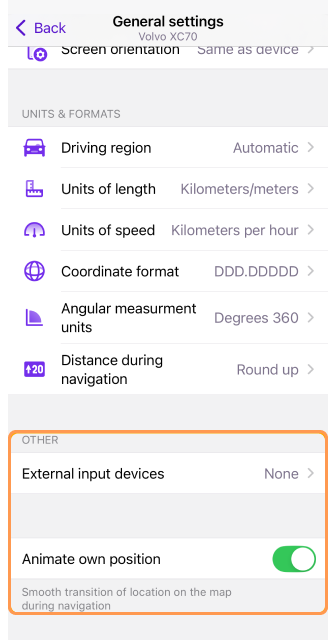 Back
General settings
Volvo XC70
Screen orientation Same as device
UNITS & FORMATS
Driving region Automatic
Units of length Kilometers/meters
Units of speed Kilometers per hour
Coordinate format DDD.DDDDD
Angular measurment
units Degrees 360
Distance during
navigation Round up
20
OTHER
External input devices None
Animate own position
Smooth transition of location on the map
during navigation